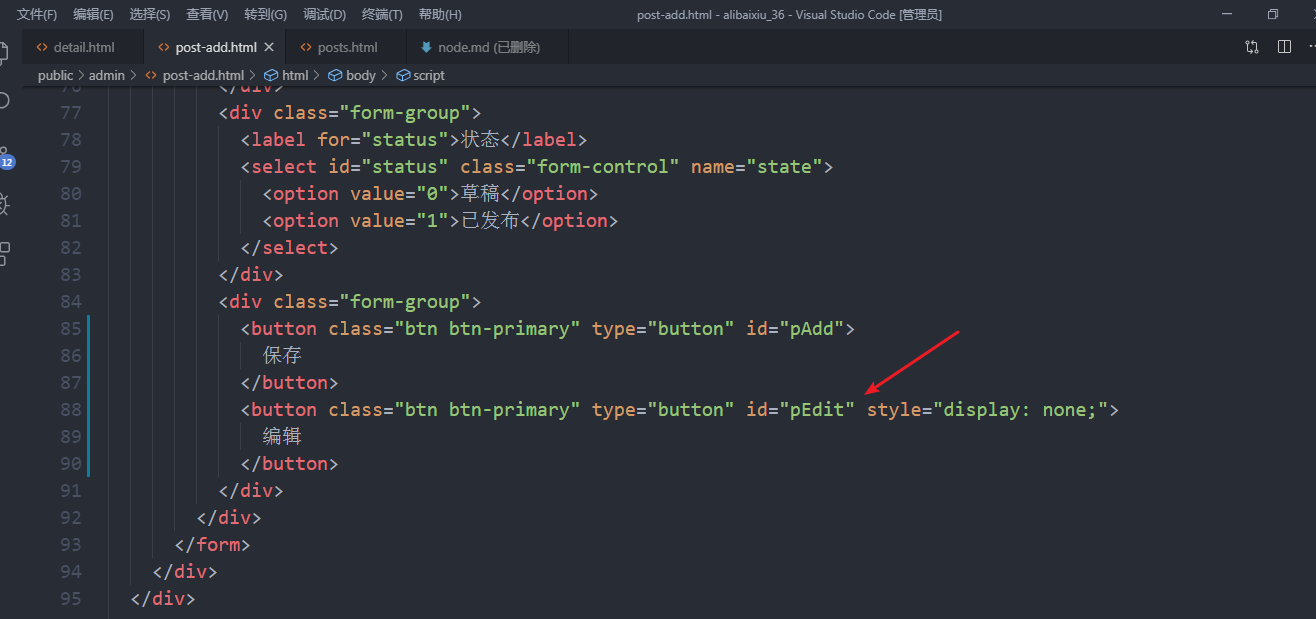 文件(F) 编辑(E) 选择(S) 查看(V) 转到(G) 调试(D) 终端(T) 帮助(H) post-add.html - alibaixiu_36 - Visual Studio Code [管理员]
<> detail.html <> post-add.html × <> posts.html node.md (已删除)
public > admin > <> post-add.html > html > body > script
76 </div>
77 <div class="form-group">
78 <label for="status">状态</label>
79 <select id="status" class="form-control" name="state">
80 <option value="0">草稿</option>
81 <option value="1">已发布</option>
82 </select>
83 </div>
84 <div class="form-group">
85 <button class="btn btn-primary" type="button" id="pAdd">
86 保存
87 </button>
88 <button class="btn btn-primary" type="button" id="pEdit" style="display: none;">
89 编辑
90 </button>
91 </div>
92 </div>
93 </form>
94 </div>
95 </div>
12